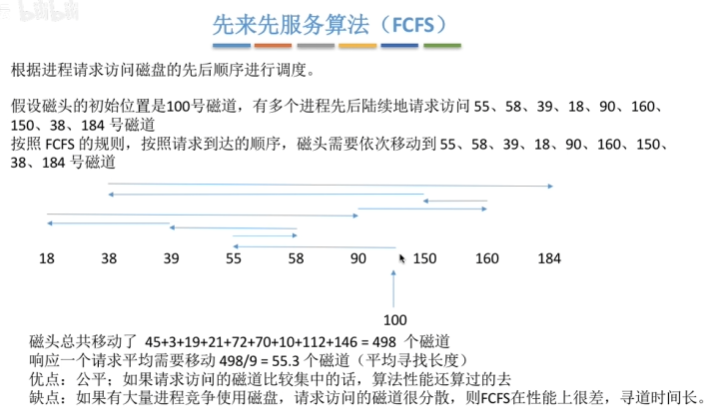 先来先服务算法（FCFS）
根据进程请求访问磁盘的先后顺序进行调度。
假设磁头的初始位置是100号磁道，有多个进程先后陆续地请求访问 55、58、39、18、90、160、
150、38、184 号磁道
按照 FCFS 的规则，按照请求到达的顺序，磁头需要依次移动到 55、58、39、18、90、160、150、
38、184 号磁道
18 38 39 55 58 90 150 160 184
100
磁头总共移动了 45+3+19+21+72+70+10+112+146 = 498 个磁道
响应一个请求平均需要移动 498/9 = 55.3 个磁道（平均寻找长度）
优点：公平；如果请求访问的磁道比较集中的话，算法性能还算过的去
缺点：如果有大量进程竞争使用磁盘，请求访问的磁道很分散，则FCFS在性能上很差，寻道时间长。